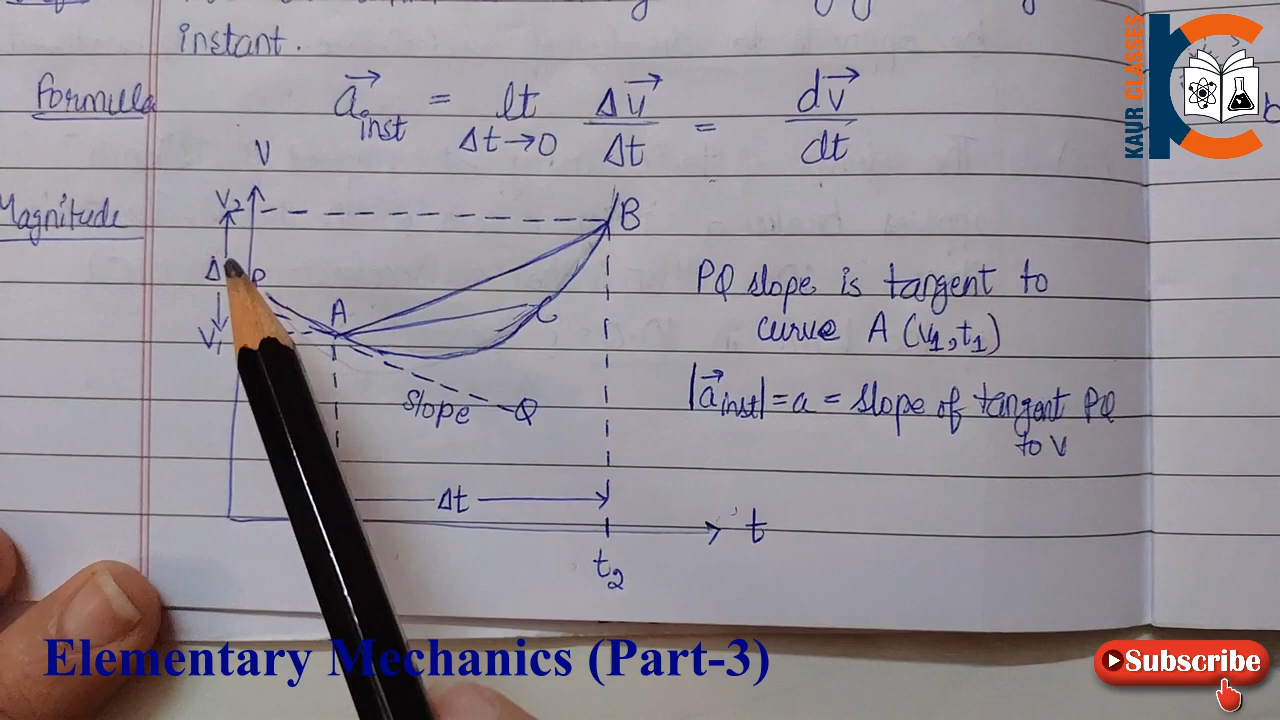 instant.
Formula
a⃗inst = lt Δt→0 Δv⃗/Δt = dv⃗/dt
V
Magnitude
V2
B
P
A
C
V1
slope
Q
Δt
t
t2
PQ slope is tangent to
curve A (v1,t1)
|a⃗inst| = a = slope of tangent PQ
to v
KAUR CLASSES
Elementary Mechanics (Part-3)
Subscribe